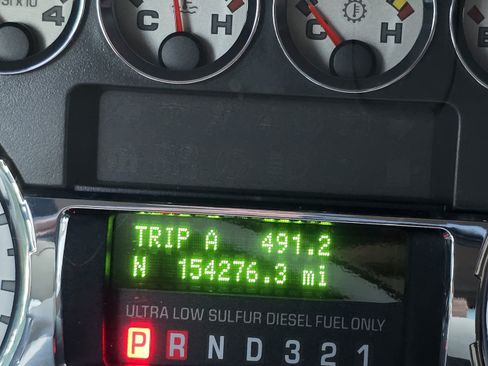 4 C H C H
TRIP A 491.2
N 154276.3 mi
ULTRA LOW SULFUR DIESEL FUEL ONLY
P R N D 3 2 1